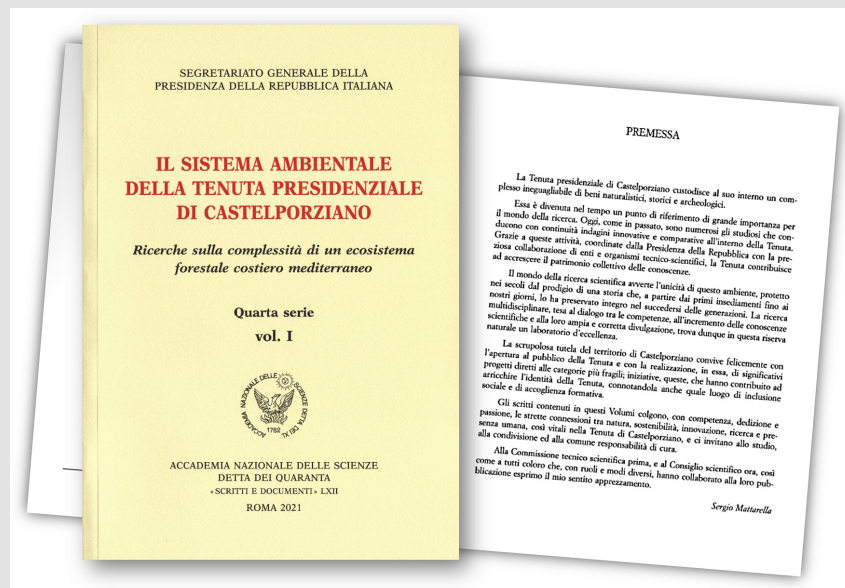 SEGRETARIATO GENERALE DELLA
PRESIDENZA DELLA REPUBBLICA ITALIANA
IL SISTEMA AMBIENTALE
DELLA TENUTA PRESIDENZIALE
DI CASTELPORZIANO
Ricerche sulla complessità di un ecosistema
forestale costiero mediterraneo
Quarta serie
vol. I
ACCADEMIA NAZIONALE DELLE SCIENZE DETTA DEI XL
1782
ACCADEMIA NAZIONALE DELLE SCIENZE
DETTA DEI QUARANTA
«SCRITTI E DOCUMENTI» LXII
ROMA 2021
PREMESSA
La Tenuta presidenziale di Castelporziano custodisce al suo interno un com-
plesso ineguagliabile di beni naturalistici, storici e archeologici.
Essa è divenuta nel tempo un punto di riferimento di grande importanza per
il mondo della ricerca. Oggi, come in passato, sono numerosi gli studiosi che con-
ducono con continuità indagini innovative e comparative all'interno della Tenuta.
Grazie a queste attività, coordinate dalla Presidenza della Repubblica con la pre-
ziosa collaborazione di enti e organismi tecnico-scientifici, la Tenuta contribuisce
ad accrescere il patrimonio collettivo delle conoscenze.
Il mondo della ricerca scientifica avverte l'unicità di questo ambiente, protetto
nei secoli dal prodigio di una storia che, a partire dai primi insediamenti fino ai
nostri giorni, lo ha preservato integro nel succedersi delle generazioni. La ricerca
multidisciplinare, tesa al dialogo tra le competenze, all'incremento delle conoscenze
scientifiche e alla loro ampia e corretta divulgazione, trova dunque in questa riserva
naturale un laboratorio d'eccellenza.
La scrupolosa tutela del territorio di Castelporziano convive felicemente con
l'apertura al pubblico della Tenuta e con la realizzazione, in essa, di significativi
progetti diretti alle categorie più fragili; iniziative, queste, che hanno contribuito ad
arricchire l'identità della Tenuta, connotandola anche quale luogo di inclusione
sociale e di accoglienza formativa.
Gli scritti contenuti in questi Volumi colgono, con competenza, dedizione e
passione, le strette connessioni tra natura, sostenibilità, innovazione, ricerca e pre-
senza umana, così vitali nella Tenuta di Castelporziano, e ci invitano allo studio,
alla condivisione ed alla comune responsabilità di cura.
Alla Commissione tecnico scientifica prima, e al Consiglio scientifico ora, così
come a tutti coloro che, con ruoli e modi diversi, hanno collaborato alla loro pub-
blicazione esprimo il mio sentito apprezzamento.
Sergio Mattarella